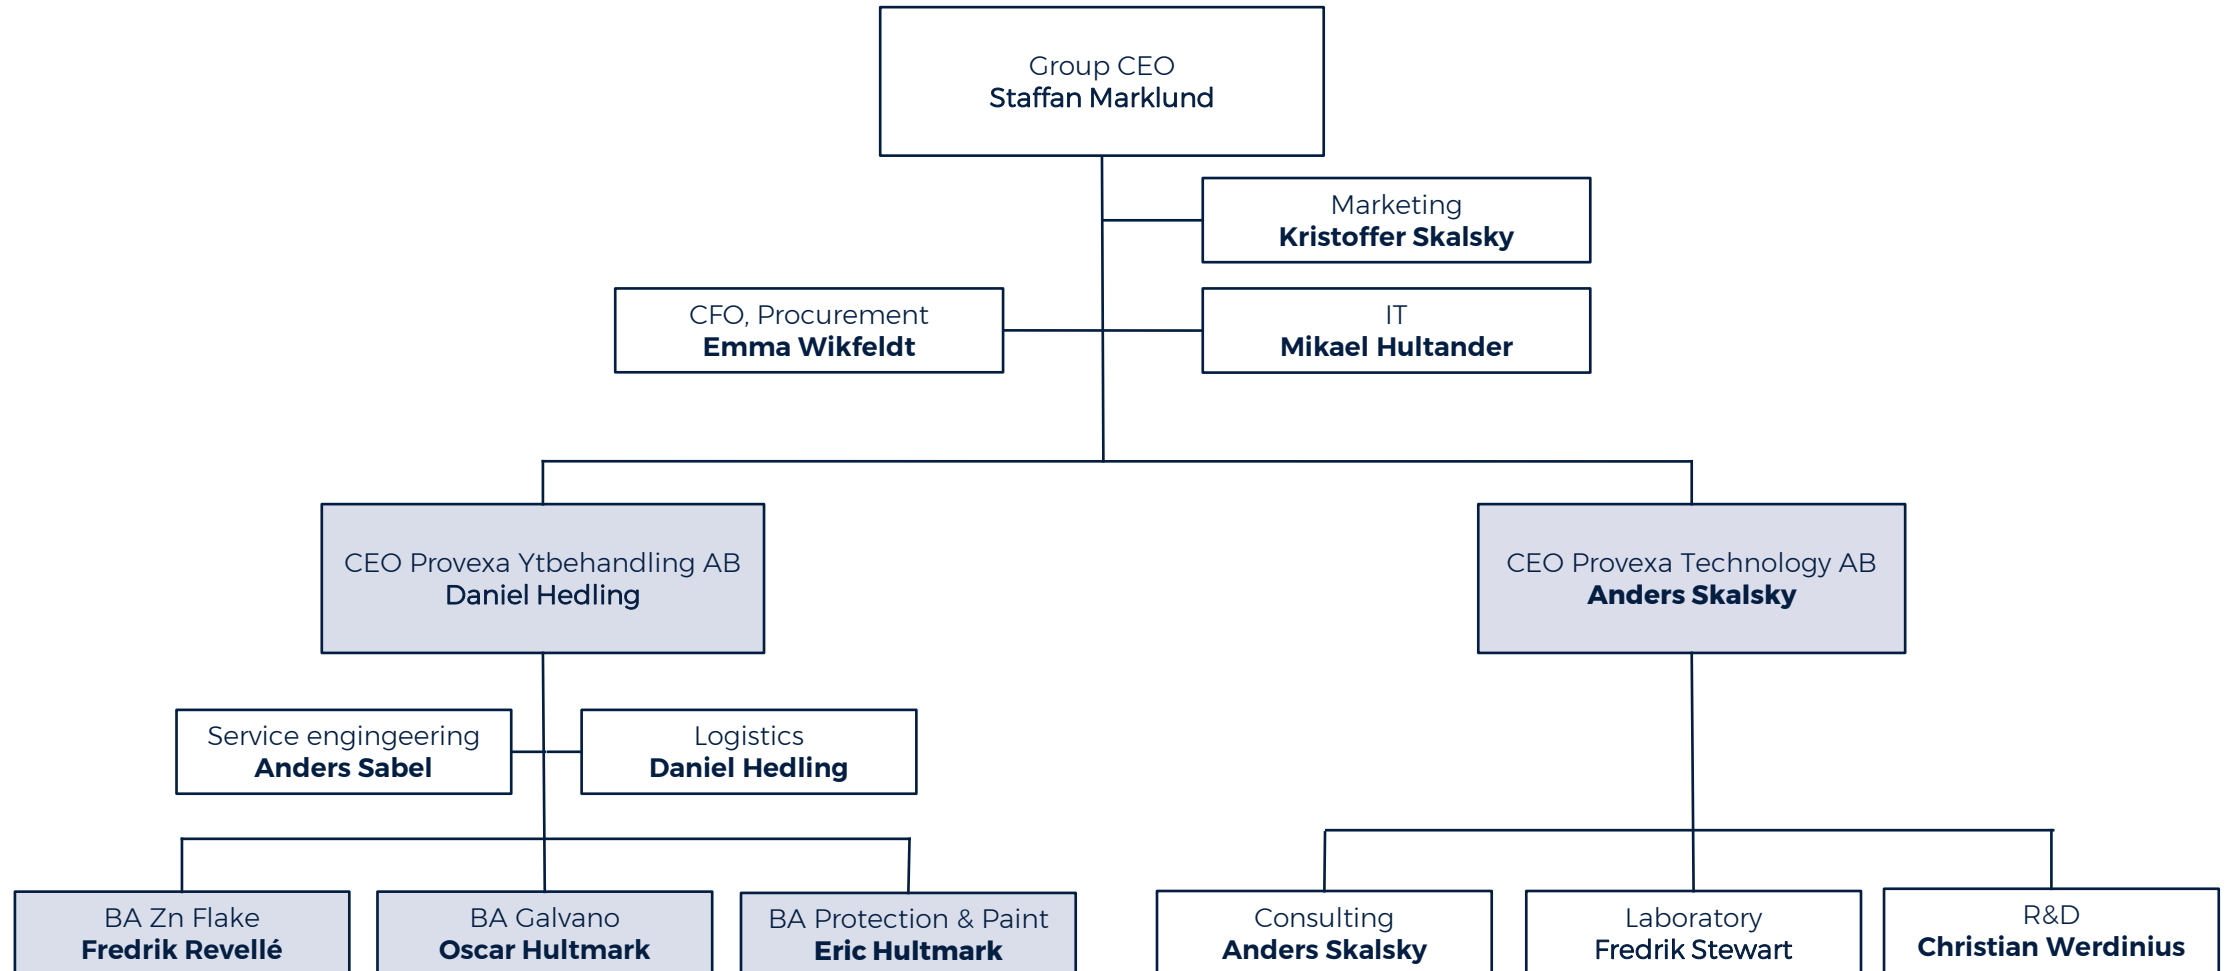 Group CEO
Staffan Marklund
Marketing
Kristoffer Skalsky
CFO, Procurement
Emma Wikfeldt
IT
Mikael Hultander
CEO Provexa Ytbehandling AB
Daniel Hedling
CEO Provexa Technology AB
Anders Skalsky
Service engingeering
Anders Sabel
Logistics
Daniel Hedling
BA Zn Flake
Fredrik Revellé
BA Galvano
Oscar Hultmark
BA Protection & Paint
Eric Hultmark
Consulting
Anders Skalsky
Laboratory
Fredrik Stewart
R&D
Christian Werdinius